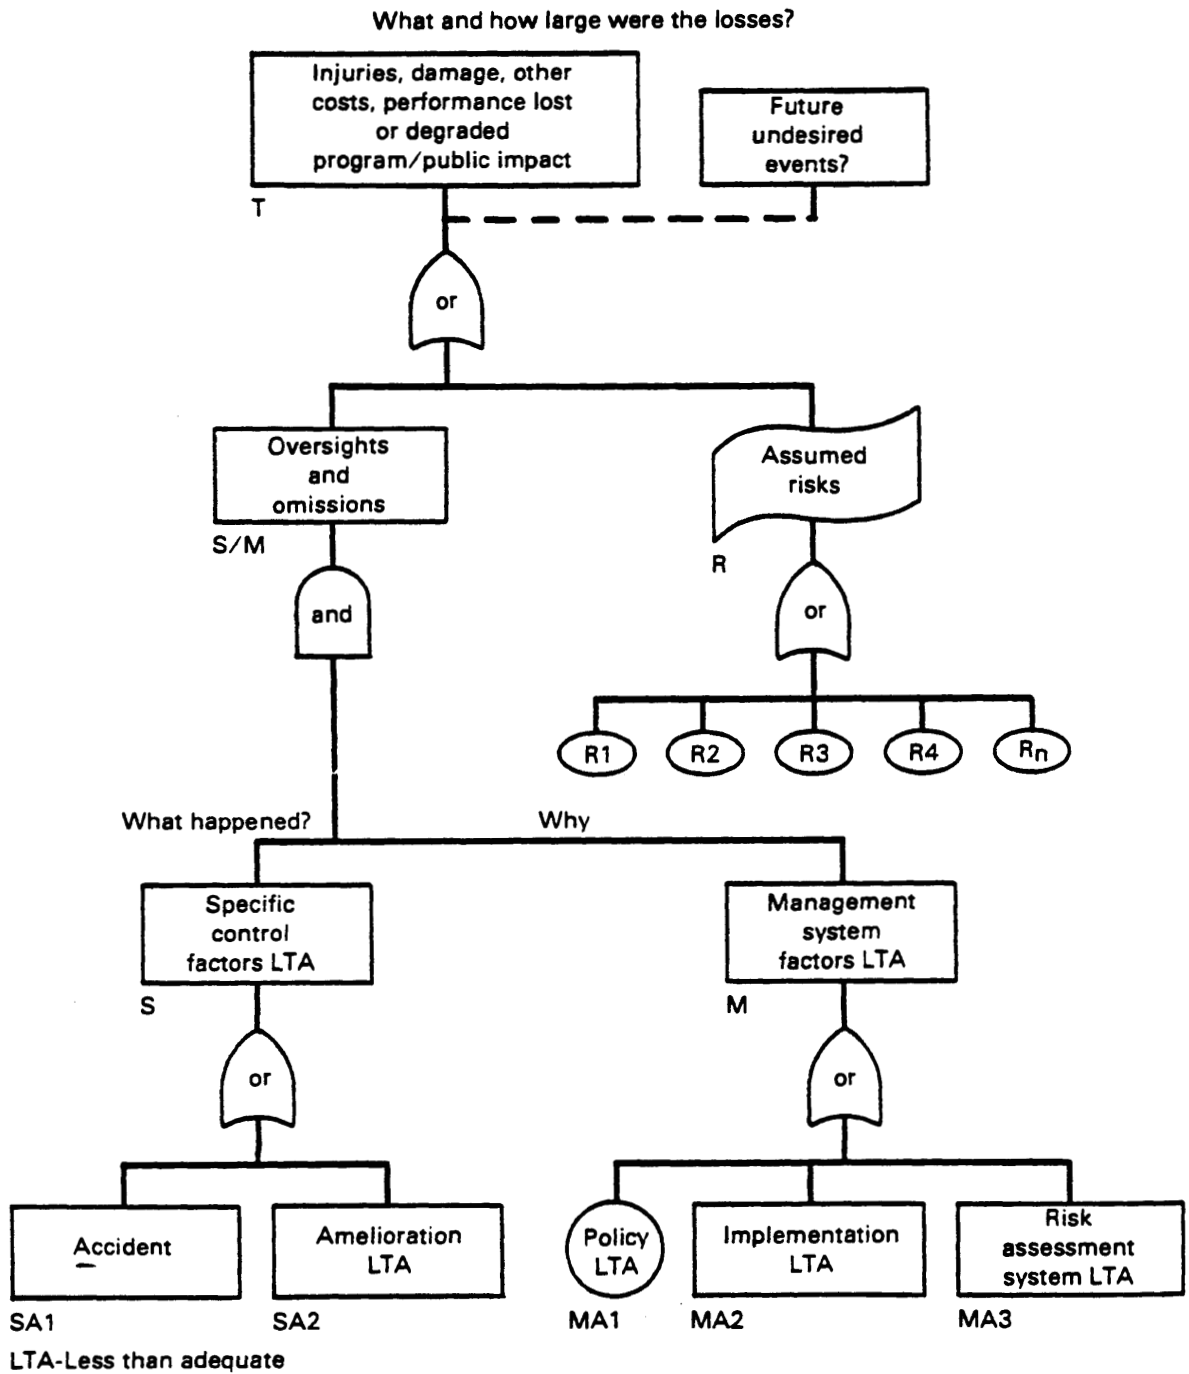 What and how large were the losses?
Injuries, damage, other
costs, performance lost
or degraded
program/public impact
T
Future
undesired
events?
or
Oversights
and
omissions
S/M
Assumed
risks
R
and
or
R1
R2
R3
R4
Rn
What happened?
Why
Specific
control
factors LTA
S
Management
system
factors LTA
M
or
or
Accident
SA1
Amelioration
LTA
SA2
Policy
LTA
MA1
Implementation
LTA
MA2
Risk
assessment
system LTA
MA3
LTA-Less than adequate